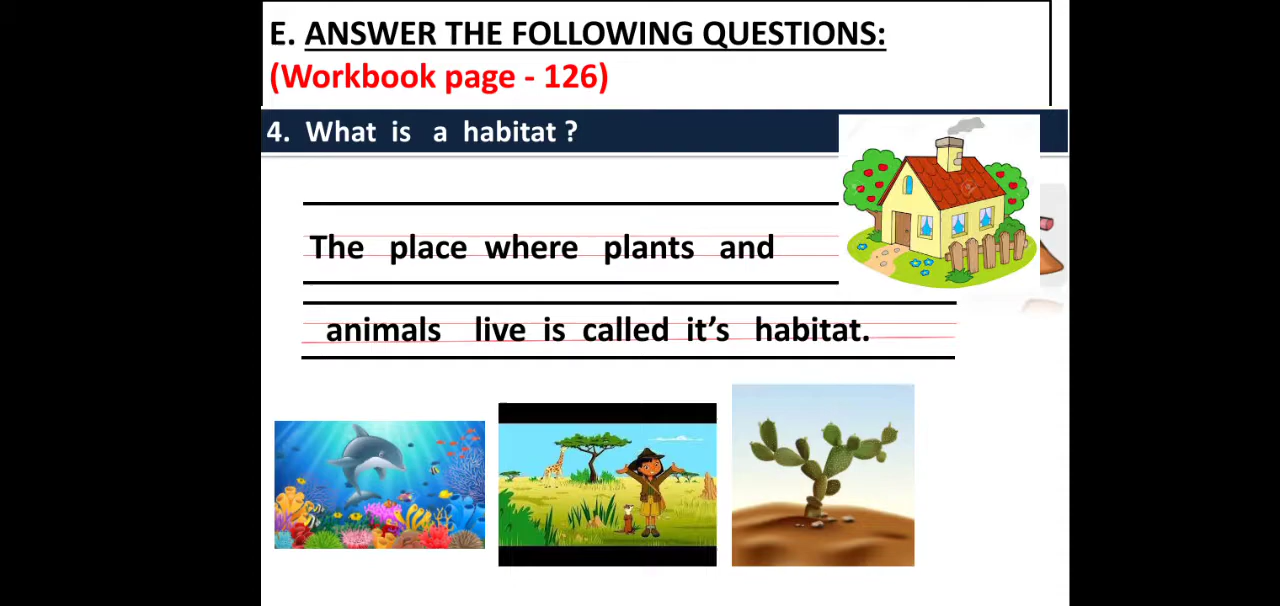 E. ANSWER THE FOLLOWING QUESTIONS:
(Workbook page - 126)
4. What is a habitat ?
The place where plants and
animals live is called it’s habitat.